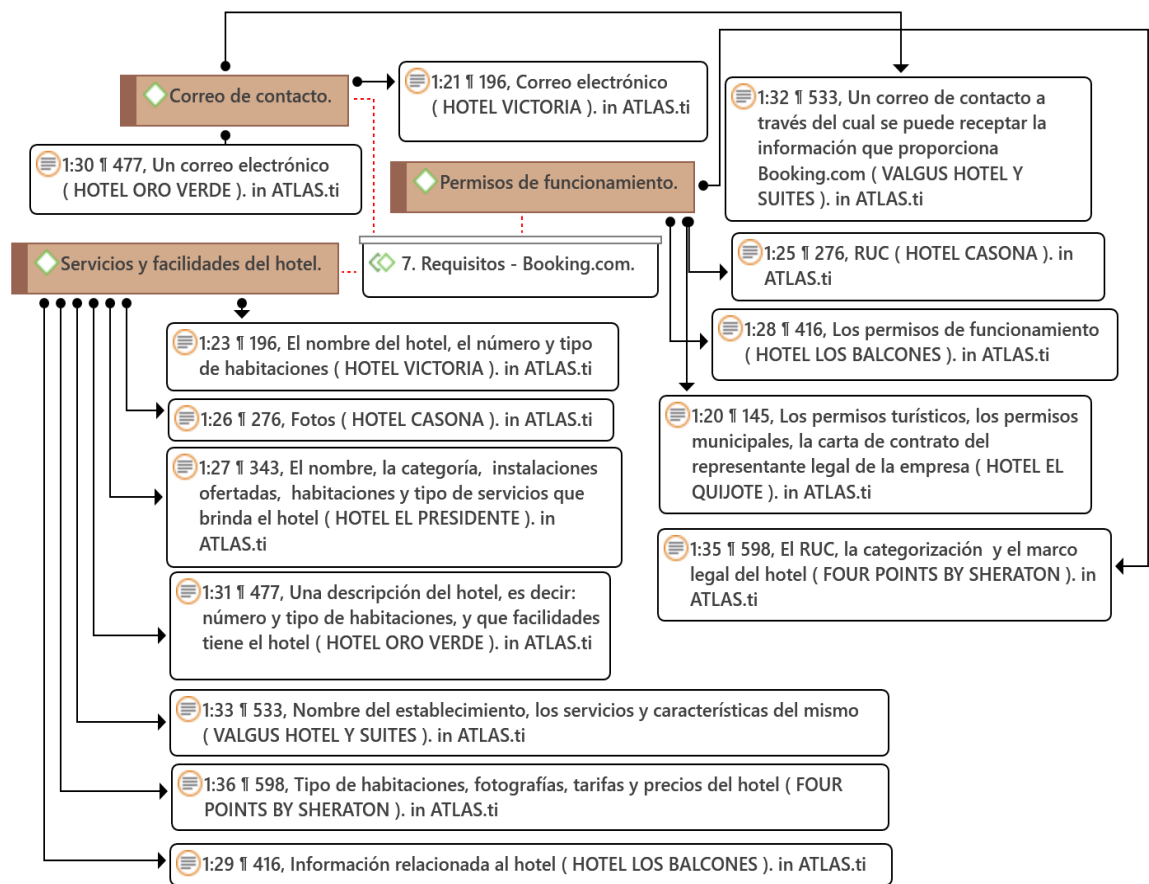 Correo de contacto.
1:21 ¶ 196, Correo electrónico
( HOTEL VICTORIA ). in ATLAS.ti
1:32 ¶ 533, Un correo de contacto a
través del cual se puede receptar la
información que proporciona
Booking.com ( VALGUS HOTEL Y
SUITES ). in ATLAS.ti
1:30 ¶ 477, Un correo electrónico
( HOTEL ORO VERDE ). in ATLAS.ti
Permisos de funcionamiento.
Servicios y facilidades del hotel.
7. Requisitos - Booking.com.
1:25 ¶ 276, RUC ( HOTEL CASONA ). in
ATLAS.ti
1:28 ¶ 416, Los permisos de funcionamiento
( HOTEL LOS BALCONES ). in ATLAS.ti
1:20 ¶ 145, Los permisos turísticos, los permisos
municipales, la carta de contrato del
representante legal de la empresa ( HOTEL EL
QUIJOTE ). in ATLAS.ti
1:35 ¶ 598, El RUC, la categorización  y el marco
legal del hotel ( FOUR POINTS BY SHERATON ). in
ATLAS.ti
1:23 ¶ 196, El nombre del hotel, el número y tipo
de habitaciones ( HOTEL VICTORIA ). in ATLAS.ti
1:26 ¶ 276, Fotos ( HOTEL CASONA ). in ATLAS.ti
1:27 ¶ 343, El nombre, la categoría,  instalaciones
ofertadas,  habitaciones y tipo de servicios que
brinda el hotel ( HOTEL EL PRESIDENTE ). in
ATLAS.ti
1:31 ¶ 477, Una descripción del hotel, es decir:
número y tipo de habitaciones, y que facilidades
tiene el hotel ( HOTEL ORO VERDE ). in ATLAS.ti
1:33 ¶ 533, Nombre del establecimiento, los servicios y características del mismo
( VALGUS HOTEL Y SUITES ). in ATLAS.ti
1:36 ¶ 598, Tipo de habitaciones, fotografías, tarifas y precios del hotel ( FOUR
POINTS BY SHERATON ). in ATLAS.ti
1:29 ¶ 416, Información relacionada al hotel ( HOTEL LOS BALCONES ). in ATLAS.ti